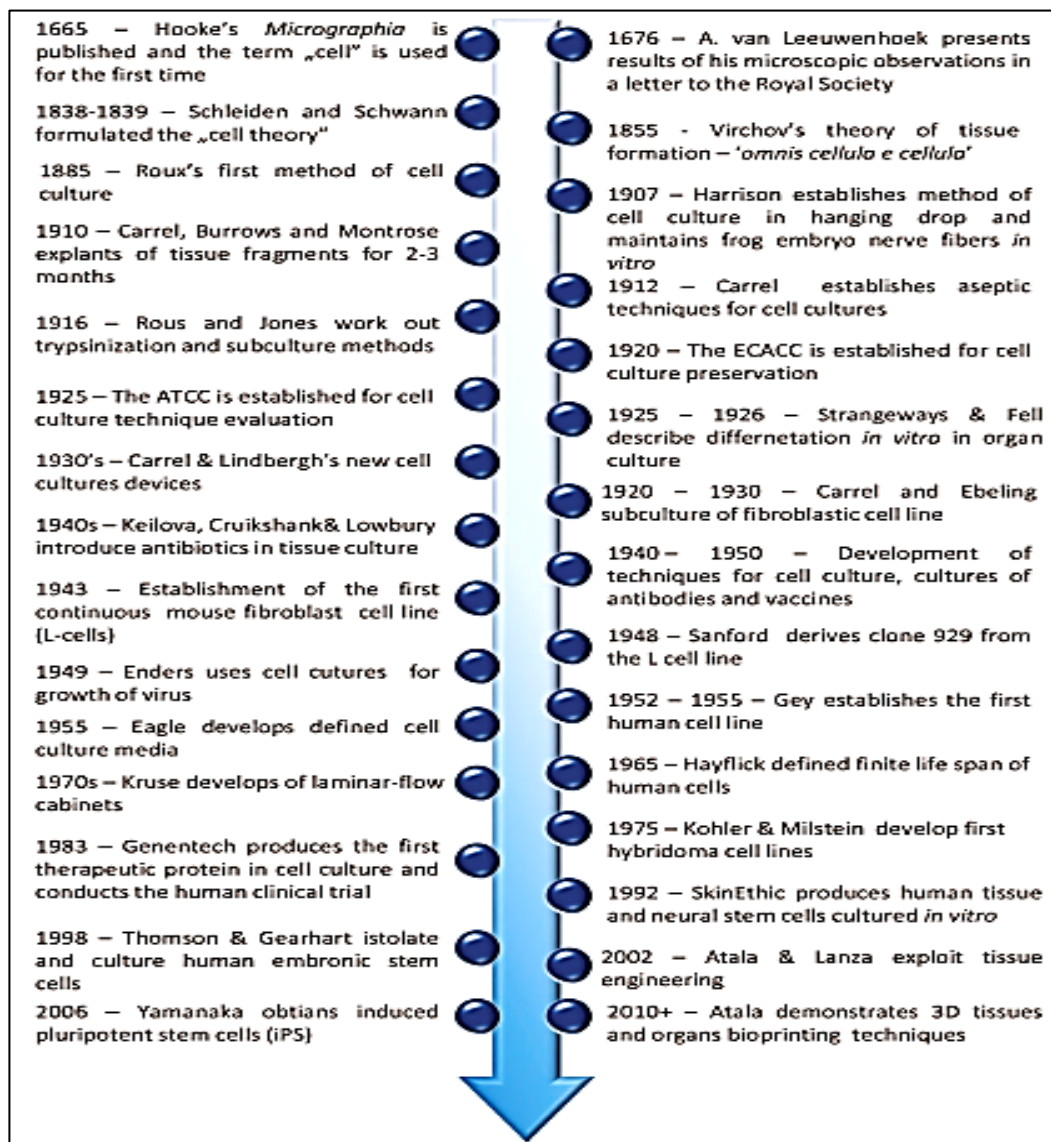 1665 – Hooke's Micrographia is
published and the term „cell" is used
for the first time
1676 – A. van Leeuwenhoek presents
results of his microscopic observations in
a letter to the Royal Society
1838-1839 – Schleiden and Schwann
formulated the „cell theory"
1855 - Virchov's theory of tissue
formation – 'omnis cellula e cellula'
1885 – Roux's first method of cell
culture
1907 – Harrison establishes method of
cell culture in hanging drop and
maintains frog embryo nerve fibers in
vitro
1910 – Carrel, Burrows and Montrose
explants of tissue fragments for 2-3
months
1912 – Carrel establishes aseptic
techniques for cell cultures
1916 – Rous and Jones work out
trypsinization and subculture methods
1920 – The ECACC is established for cell
culture preservation
1925 – The ATCC is established for cell
culture technique evaluation
1925 – 1926 – Strangeways & Fell
describe differnetation in vitro in organ
culture
1930's – Carrel & Lindbergh's new cell
cultures devices
1920 – 1930 – Carrel and Ebeling
subculture of fibroblastic cell line
1940s – Keilova, Cruikshank& Lowbury
introduce antibiotics in tissue culture
1940 – 1950 – Development of
techniques for cell culture, cultures of
antibodies and vaccines
1943 – Establishment of the first
continuous mouse fibroblast cell line
(L-cells)
1948 – Sanford derives clone 929 from
the L cell line
1949 – Enders uses cell cutures for
growth of virus
1952 – 1955 – Gey establishes the first
human cell line
1955 – Eagle develops defined cell
culture media
1965 – Hayflick defined finite life span of
human cells
1970s – Kruse develops of laminar-flow
cabinets
1975 – Kohler & Milstein develop first
hybridoma cell lines
1983 – Genentech produces the first
therapeutic protein in cell culture and
conducts the human clinical trial
1992 – SkinEthic produces human tissue
and neural stem cells cultured in vitro
1998 – Thomson & Gearhart istolate
and culture human embronic stem
cells
2002 – Atala & Lanza exploit tissue
engineering
2006 – Yamanaka obtians induced
pluripotent stem cells (iPS)
2010+ – Atala demonstrates 3D tissues
and organs bioprinting techniques